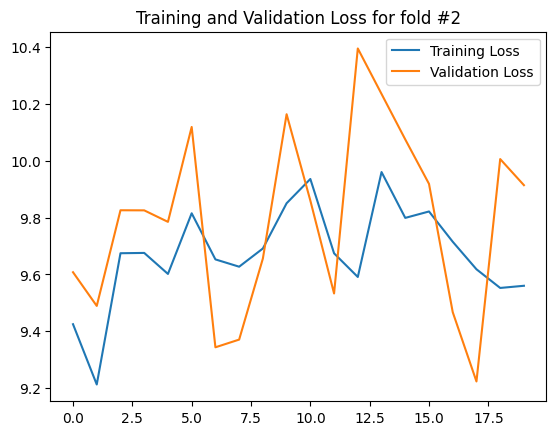 Training and Validation Loss for fold #2
Training Loss
Validation Loss
10.4
10.2
10.0
9.8
9.6
9.4
9.2
0.0 2.5 5.0 7.5 10.0 12.5 15.0 17.5